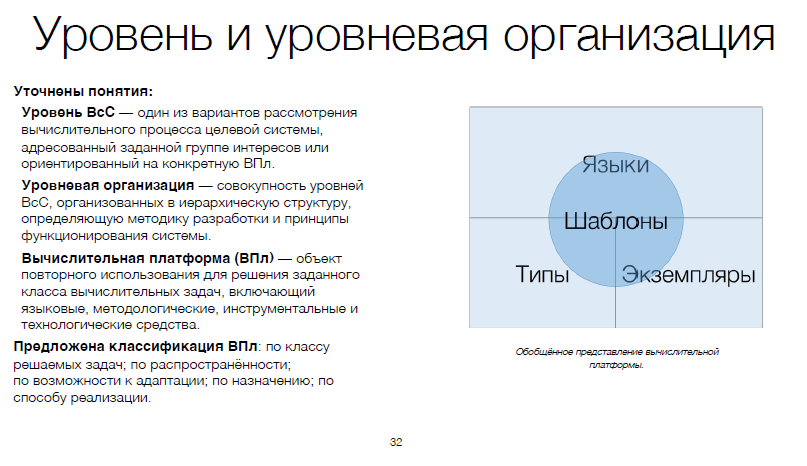 Уровень и уровневая организация
Уточнены понятия:
Уровень ВсС — один из вариантов рассмотрения
вычислительного процесса целевой системы,
адресованный заданной группе интересов или
ориентированный на конкретную ВПл.
Уровневая организация — совокупность уровней
ВсС, организованных в иерархическую структуру,
определяющую методику разработки и принципы
функционирования системы.
Вычислительная платформа (ВПл) — объект
повторного использования для решения заданного
класса вычислительных задач, включающий
языковые, методологические, инструментальные и
технологические средства.
Предложена классификация ВПл: по классу
решаемых задач; по распространённости;
по возможности к адаптации; по назначению; по
способу реализации.
Языки
Шаблоны
Типы
Экземпляры
Обобщённое представление вычислительной
платформы.
32